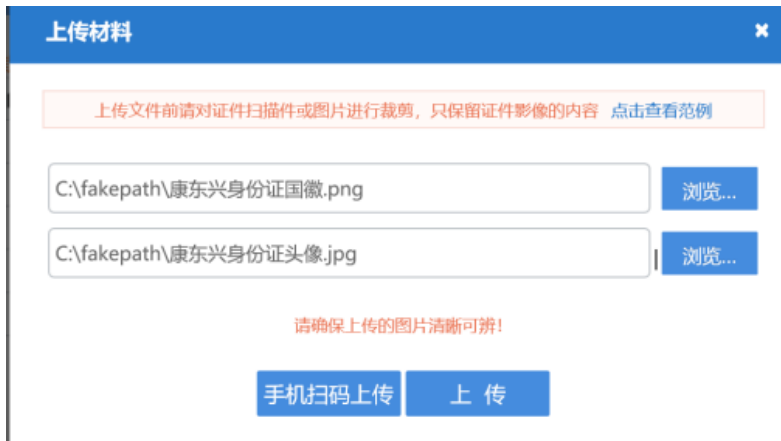 上传材料
上传文件前请对证件扫描件或图片进行裁剪，只保留证件影像的内容 点击查看范例
C:\fakepath\康东兴身份证国徽.png 浏览...
C:\fakepath\康东兴身份证头像.jpg 浏览...
请确保上传的图片清晰可辨!
手机扫码上传 上 传